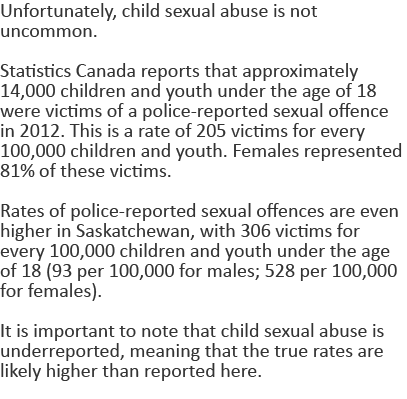 Unfortunately, child sexual abuse is not
uncommon.
Statistics Canada reports that approximately
14,000 children and youth under the age of 18
were victims of a police-reported sexual offence
in 2012. This is a rate of 205 victims for every
100,000 children and youth. Females represented
81% of these victims.
Rates of police-reported sexual offences are even
higher in Saskatchewan, with 306 victims for
every 100,000 children and youth under the age
of 18 (93 per 100,000 for males; 528 per 100,000
for females).
It is important to note that child sexual abuse is
underreported, meaning that the true rates are
likely higher than reported here.